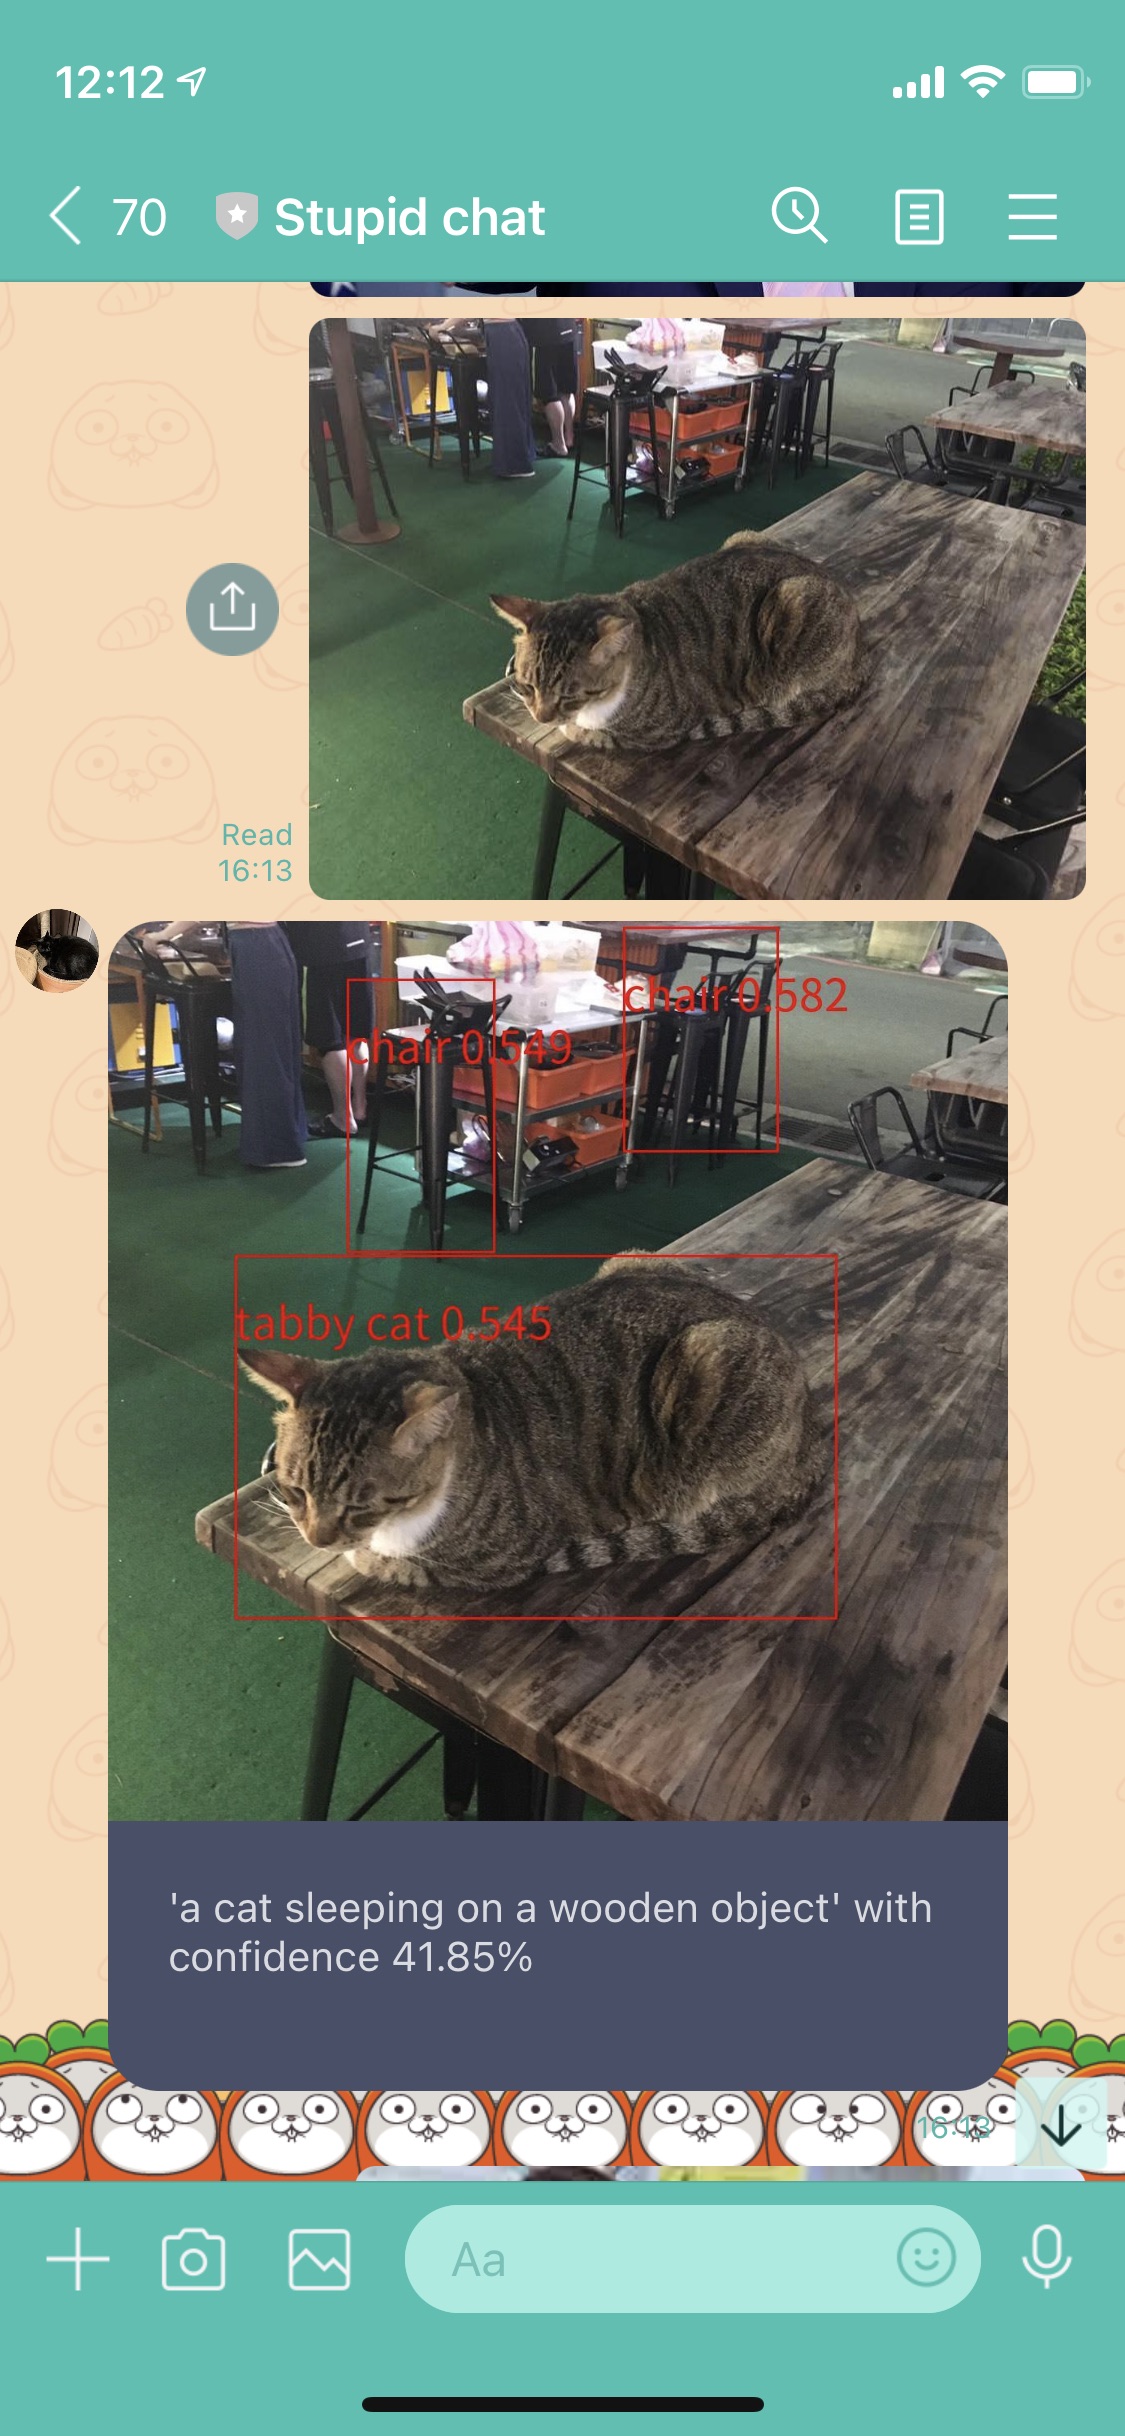 12:12
70
Stupid chat
Read
16:13
chair 0.582
chair 0.549
tabby cat 0.545
'a cat sleeping on a wooden object' with
confidence 41.85%
16:13
Aa